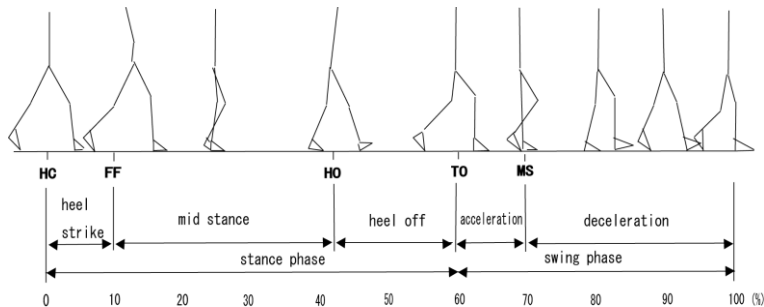 HC FF HO TO MS
heel strike mid stance heel off acceleration deceleration
stance phase swing phase
0 10 20 30 40 50 60 70 80 90 100 (%)